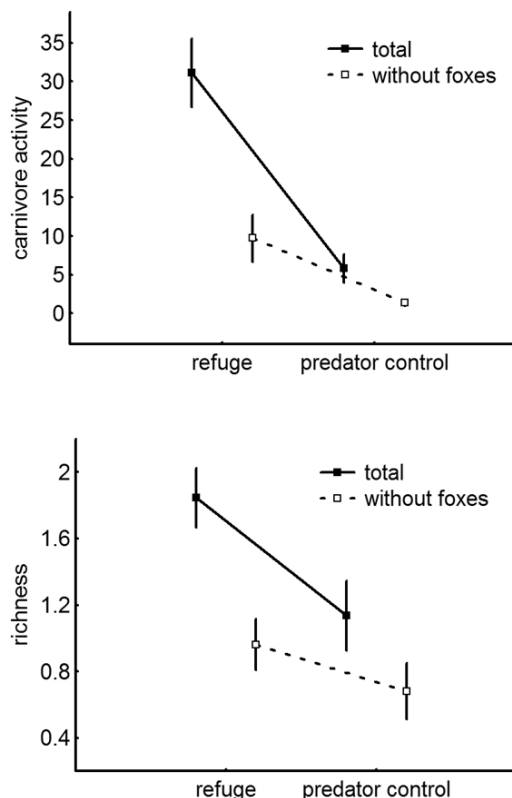 35
30
25
20
15
10
5
0
carnivore activity
total
without foxes
refuge predator control
2
1.6
1.2
0.8
0.4
richness
total
without foxes
refuge predator control